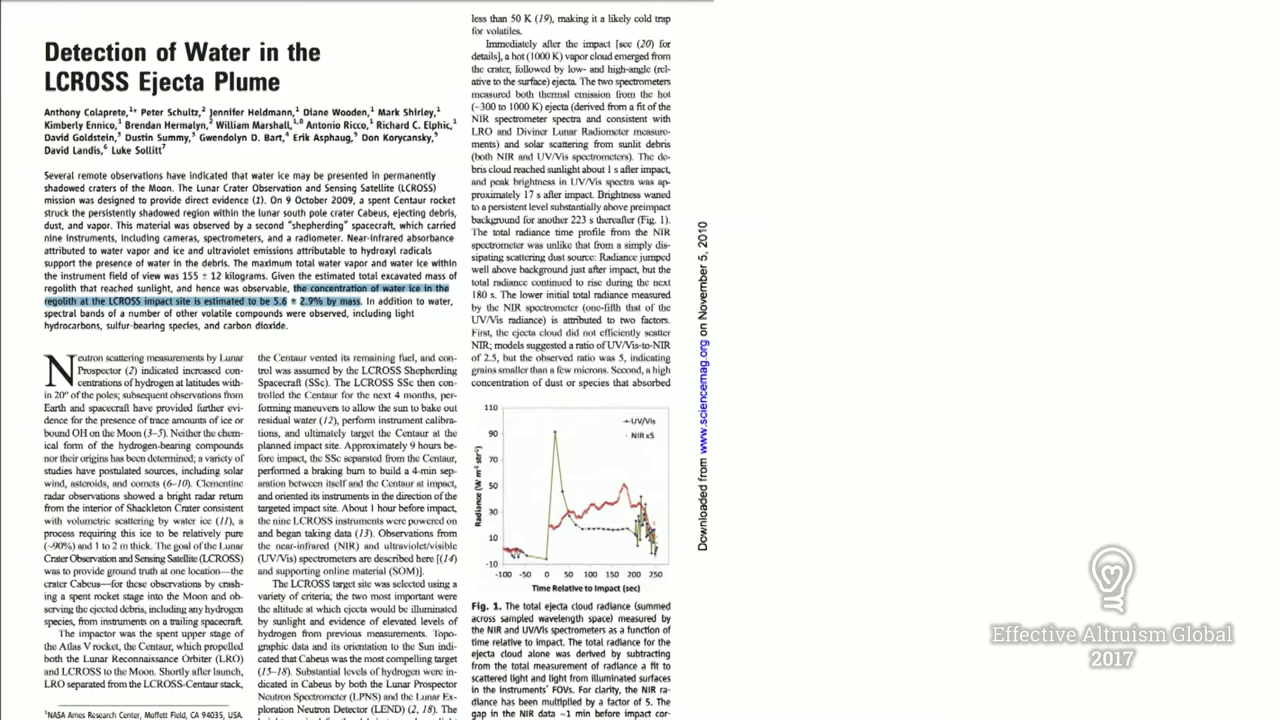 Detection of Water in the
LCROSS Ejecta Plume
Anthony Colaprete,¹* Peter Schultz,² Jennifer Heldmann,¹ Diane Wooden,¹ Mark Shirley,¹
Kimberly Ennico,¹ Brendan Hermalyn,² William Marshall,¹,⁸ Antonio Ricco,¹ Richard C. Elphic,¹
David Goldstein,³ Dustin Summy,³ Gwendolyn D. Bart,⁴ Erik Asphaug,⁵ Don Korycansky,⁵
David Landis,⁶ Luke Sollitt⁷
Several remote observations have indicated that water ice may be presented in permanently
shadowed craters of the Moon. The Lunar Crater Observation and Sensing Satellite (LCROSS)
mission was designed to provide direct evidence (1). On 9 October 2009, a spent Centaur rocket
struck the persistently shadowed region within the lunar south pole crater Cabeus, ejecting debris,
dust, and vapor. This material was observed by a second "shepherding" spacecraft, which carried
nine instruments, including cameras, spectrometers, and a radiometer. Near-infrared absorbance
attributed to water vapor and ice and ultraviolet emissions attributable to hydroxyl radicals
support the presence of water in the debris. The maximum total water vapor and water ice within
the instrument field of view was 155 ± 12 kilograms. Given the estimated total excavated mass of
regolith that reached sunlight, and hence was observable, the concentration of water ice in the
regolith at the LCROSS impact site is estimated to be 5.6 ± 2.9% by mass. In addition to water,
spectral bands of a number of other volatile compounds were observed, including light
hydrocarbons, sulfur-bearing species, and carbon dioxide.
Neutron scattering measurements by Lunar
Prospector (2) indicated increased con-
centrations of hydrogen at latitudes with-
in 20° of the poles; subsequent observations from
Earth and spacecraft have provided further evi-
dence for the presence of trace amounts of ice or
bound OH on the Moon (3–5). Neither the chem-
ical form of the hydrogen-bearing compounds
nor their origins has been determined; a variety of
studies have postulated sources, including solar
wind, asteroids, and comets (6–10). Clementine
radar observations showed a bright radar return
from the interior of Shackleton Crater consistent
with volumetric scattering by water ice (11), a
process requiring this ice to be relatively pure
(~90%) and 1 to 2 m thick. The goal of the Lunar
Crater Observation and Sensing Satellite (LCROSS)
was to provide ground truth at one location—the
crater Cabeus—for these observations by crash-
ing a spent rocket stage into the Moon and ob-
serving the ejected debris, including any hydrogen
species, from instruments on a trailing spacecraft.
The impactor was the spent upper stage of
the Atlas V rocket, the Centaur, which propelled
both the Lunar Reconnaissance Orbiter (LRO)
and LCROSS to the Moon. Shortly after launch,
LRO separated from the LCROSS-Centaur stack,
¹NASA Ames Research Center, Moffett Field, CA 94035, USA.
the Centaur vented its remaining fuel, and con-
trol was assumed by the LCROSS Shepherding
Spacecraft (SSc). The LCROSS SSc then con-
trolled the Centaur for the next 4 months, per-
forming maneuvers to allow the sun to bake out
residual water (12), perform instrument calibra-
tions, and ultimately target the Centaur at the
planned impact site. Approximately 9 hours be-
fore impact, the SSc separated from the Centaur,
performed a braking burn to build a 4-min sep-
aration between itself and the Centaur at impact,
and oriented its instruments in the direction of the
targeted impact site. About 1 hour before impact,
the nine LCROSS instruments were powered on
and began taking data (13). Observations from
the near-infrared (NIR) and ultraviolet/visible
(UV/Vis) spectrometers are described here [(14)
and supporting online material (SOM)].
The LCROSS target site was selected using a
variety of criteria; the two most important were
the altitude at which ejecta would be illuminated
by sunlight and evidence of elevated levels of
hydrogen from previous measurements. Topo-
graphic data and its orientation to the Sun indi-
cated that Cabeus was the most compelling target
(15–18). Substantial levels of hydrogen were in-
dicated in Cabeus by both the Lunar Prospector
Neutron Spectrometer (LPNS) and the Lunar Ex-
ploration Neutron Detector (LEND) (2, 18). The
less than 50 K (19), making it a likely cold trap
for volatiles.
Immediately after the impact [see (20) for
details], a hot (1000 K) vapor cloud emerged from
the crater, followed by low- and high-angle (rel-
ative to the surface) ejecta. The two spectrometers
measured both thermal emission from the hot
(~300 to 1000 K) ejecta (derived from a fit of the
NIR spectrometer spectra and consistent with
LRO and Diviner Lunar Radiometer measure-
ments) and solar scattering from sunlit debris
(both NIR and UV/Vis spectrometers). The de-
bris cloud reached sunlight about 1 s after impact,
and peak brightness in UV/Vis spectra was ap-
proximately 17 s after impact. Brightness waned
to a persistent level substantially above preimpact
background for another 223 s thereafter (Fig. 1).
The total radiance time profile from the NIR
spectrometer was unlike that from a simply dis-
sipating scattering dust source: Radiance jumped
well above background just after impact, but the
total radiance continued to rise during the next
180 s. The lower initial total radiance measured
by the NIR spectrometer (one-fifth that of the
UV/Vis radiance) is attributed to two factors.
First, the ejecta cloud did not efficiently scatter
NIR; models suggested a ratio of UV/Vis-to-NIR
of 2.5, but the observed ratio was 5, indicating
grains smaller than a few microns. Second, a high
concentration of dust or species that absorbed
110
90
70
50
30
10
-10
Radiance (W m⁻² str⁻¹)
UV/Vis
NIR x5
-100 -50 0 50 100 150 200 250
Time Relative to Impact (sec)
Fig. 1. The total ejecta cloud radiance (summed
across sampled wavelength space) measured by
the NIR and UV/Vis spectrometers as a function of
time relative to impact. The total radiance for the
ejecta cloud alone was derived by subtracting
from the total measurement of radiance a fit to
scattered light and light from illuminated surfaces
in the instruments' FOVs. For clarity, the NIR ra-
diance has been multiplied by a factor of 5. The
gap in the NIR data ~1 min before impact cor-
Downloaded from www.sciencemag.org on November 5, 2010
Effective Altruism Global
2017